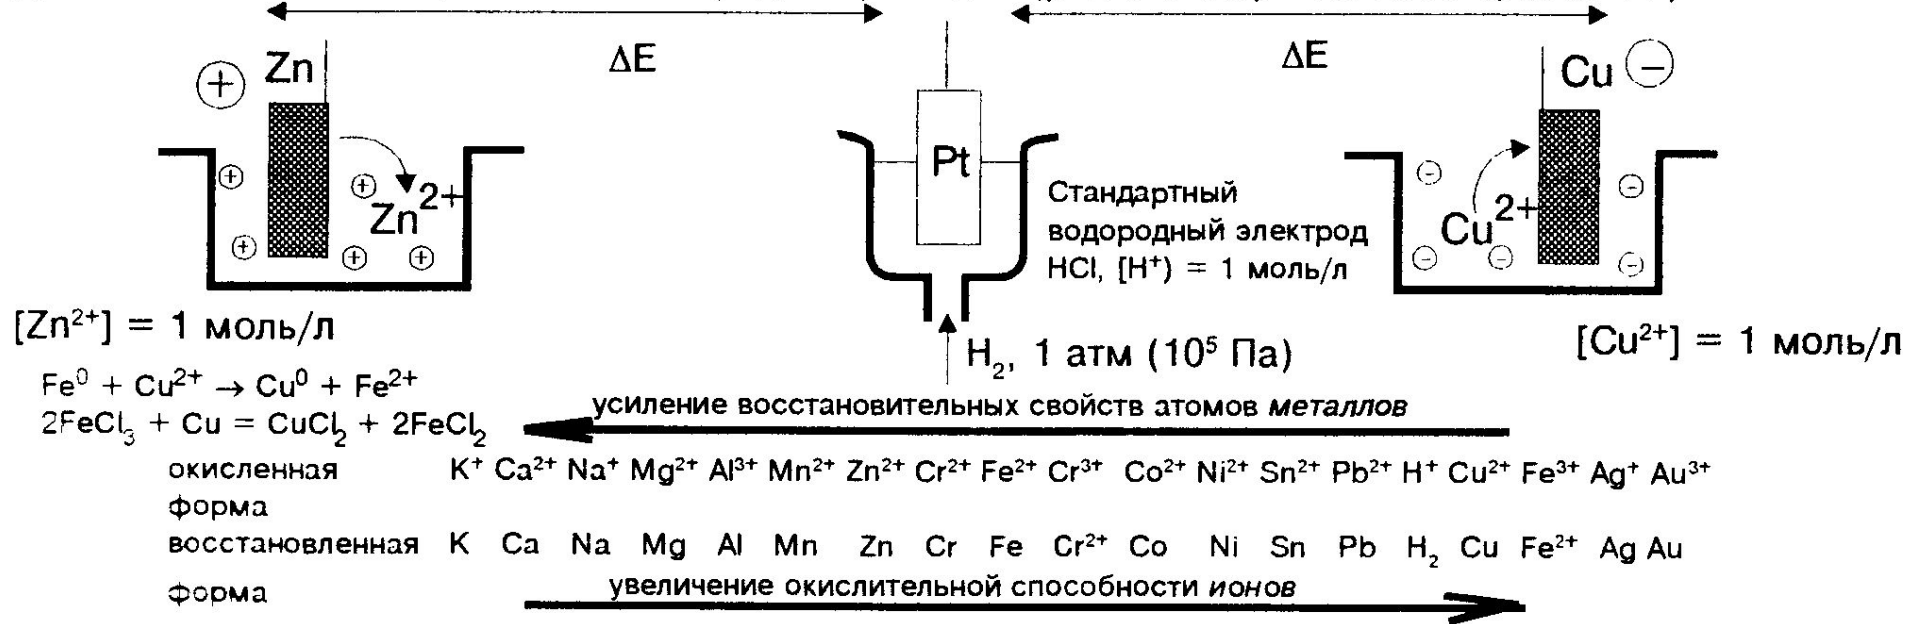 ΔE
ΔE
+ Zn
Cu −
Pt
Zn²⁺
Cu²⁺
Стандартный
водородный электрод
HCl, [H⁺) = 1 моль/л
[Zn²⁺] = 1 моль/л
H₂, 1 атм (10⁵ Па)
[Cu²⁺] = 1 моль/л
Fe⁰ + Cu²⁺ → Cu⁰ + Fe²⁺
усиление восстановительных свойств атомов металлов
2FeCl₃ + Cu = CuCl₂ + 2FeCl₂
окисленная K⁺ Ca²⁺ Na⁺ Mg²⁺ Al³⁺ Mn²⁺ Zn²⁺ Cr²⁺ Fe²⁺ Cr³⁺ Co²⁺ Ni²⁺ Sn²⁺ Pb²⁺ H⁺ Cu²⁺ Fe³⁺ Ag⁺ Au³⁺
форма
восстановленная K Ca Na Mg Al Mn Zn Cr Fe Cr²⁺ Co Ni Sn Pb H₂ Cu Fe²⁺ Ag Au
форма
увеличение окислительной способности ионов